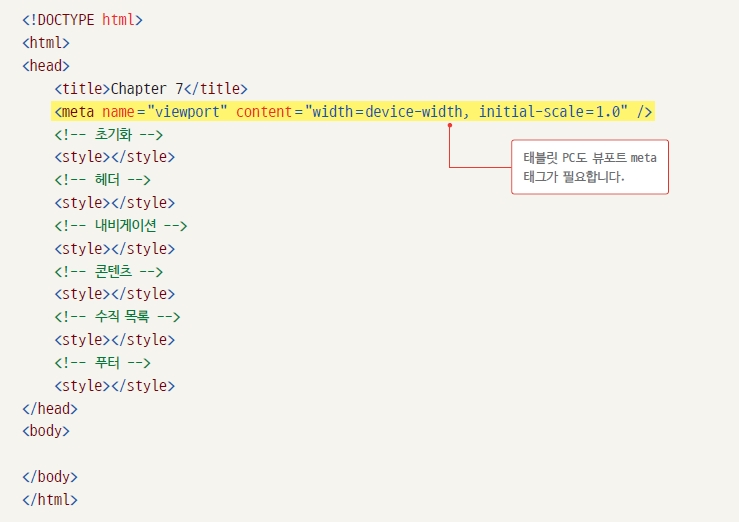 <!DOCTYPE html>
<html>
<head>
    <title>Chapter 7</title>
    <meta name="viewport" content="width=device-width, initial-scale=1.0" />
    <!-- 초기화 -->
    <style></style>
    <!-- 헤더 -->
    <style></style>
    <!-- 내비게이션 -->
    <style></style>
    <!-- 콘텐츠 -->
    <style></style>
    <!-- 수직 목록 -->
    <style></style>
    <!-- 푸터 -->
    <style></style>
</head>
<body>

</body>
</html>
태블릿 PC도 뷰포트 meta
태그가 필요합니다.